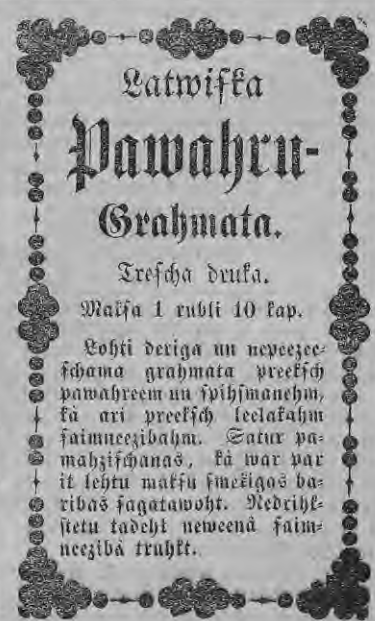 Latwiſka
Pawahru-
Grahmata.
Treſcha druka.
Makſa 1 rubli 10 kap.
Lohti deriga un nepeezee-
ſchama grahmata preekſch
pawahreem un ſpihſmanehm,
kà ari preekſch leelakahm
ſaimneezibahm. Satur pa-
mahziſchanas, kà war par
it lehtu makſu ſmekigas ba-
ribas ſagatawoht. Nedrihk-
ſtetu tadehļ neweenà ſaim-
neezibà truhkt.